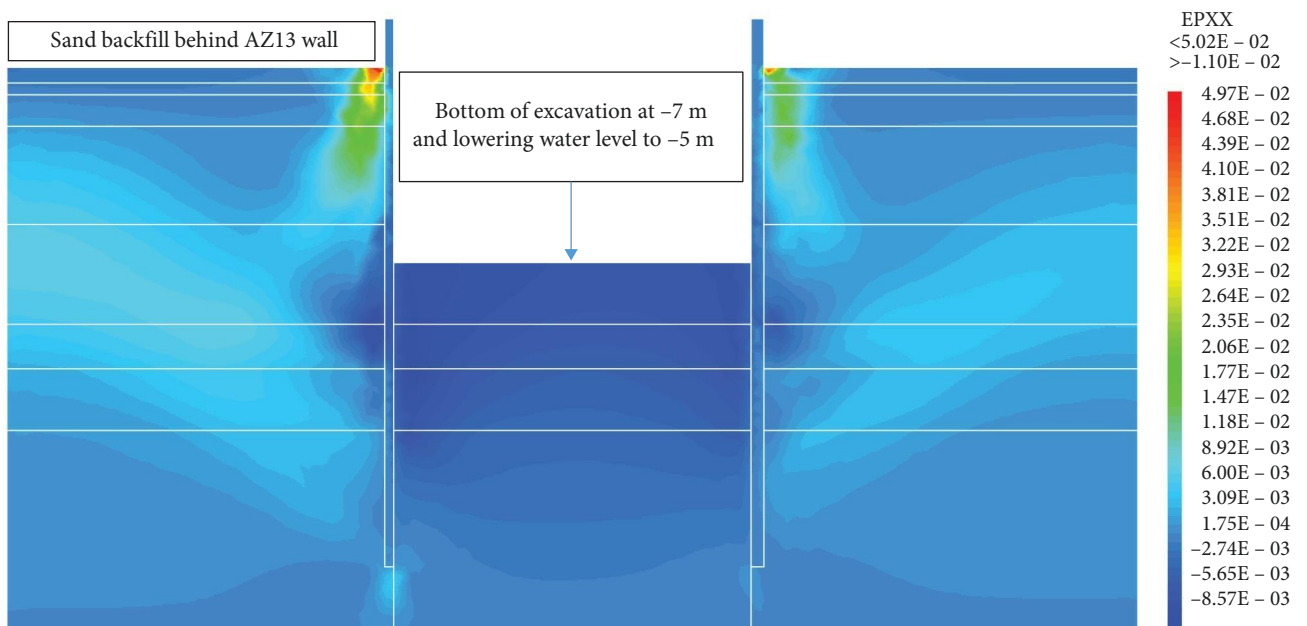 Sand backfill behind AZ13 wall
Bottom of excavation at –7 m
and lowering water level to –5 m
EPXX
<5.02E – 02
>–1.10E – 02
4.97E – 02
4.68E – 02
4.39E – 02
4.10E – 02
3.81E – 02
3.51E – 02
3.22E – 02
2.93E – 02
2.64E – 02
2.35E – 02
2.06E – 02
1.77E – 02
1.47E – 02
1.18E – 02
8.92E – 03
6.00E – 03
3.09E – 03
1.75E – 04
–2.74E – 03
–5.65E – 03
–8.57E – 03